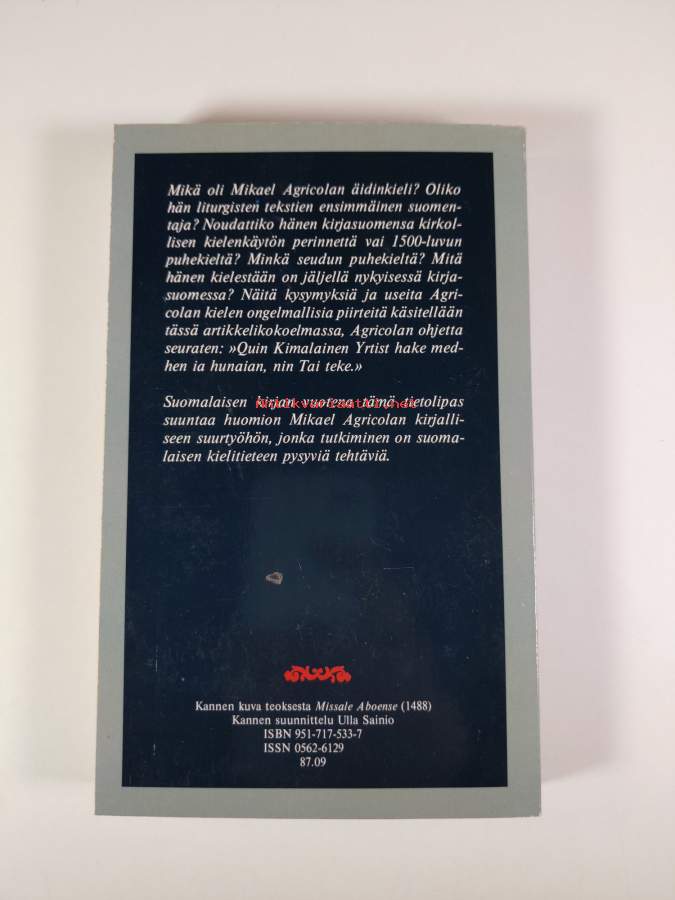 Mikä oli Mikael Agricolan äidinkieli? Oliko
hän liturgisten tekstien ensimmäinen suomen-
taja? Noudattiko hänen kirjasuomensa kirkol-
lisen kielenkäytön perinnettä vai 1500-luvun
puhekieltä? Minkä seudun puhekieltä? Mitä
hänen kielestään on jäljellä nykyisessä kirja-
suomessa? Näitä kysymyksiä ja useita Agri-
colan kielen ongelmallisia piirteitä käsitellään
tässä artikkelikokoelmassa, Agricolan ohjetta
seuraten: »Quin Kimalainen Yrtist hake med-
hen ia hunaian, nin Tai teke.»
Suomalaisen kirjan vuotena tämä tietolipas
Antikvariaatti.net
suuntaa huomion Mikael Agricolan kirjalli-
seen suurtyöhön, jonka tutkiminen on suoma-
laisen kielitieteen pysyviä tehtäviä.
Kannen kuva teoksesta Missale Aboense (1488)
Kannen suunnittelu Ulla Sainio
ISBN 951-717-533-7
ISSN 0562-6129
87.09